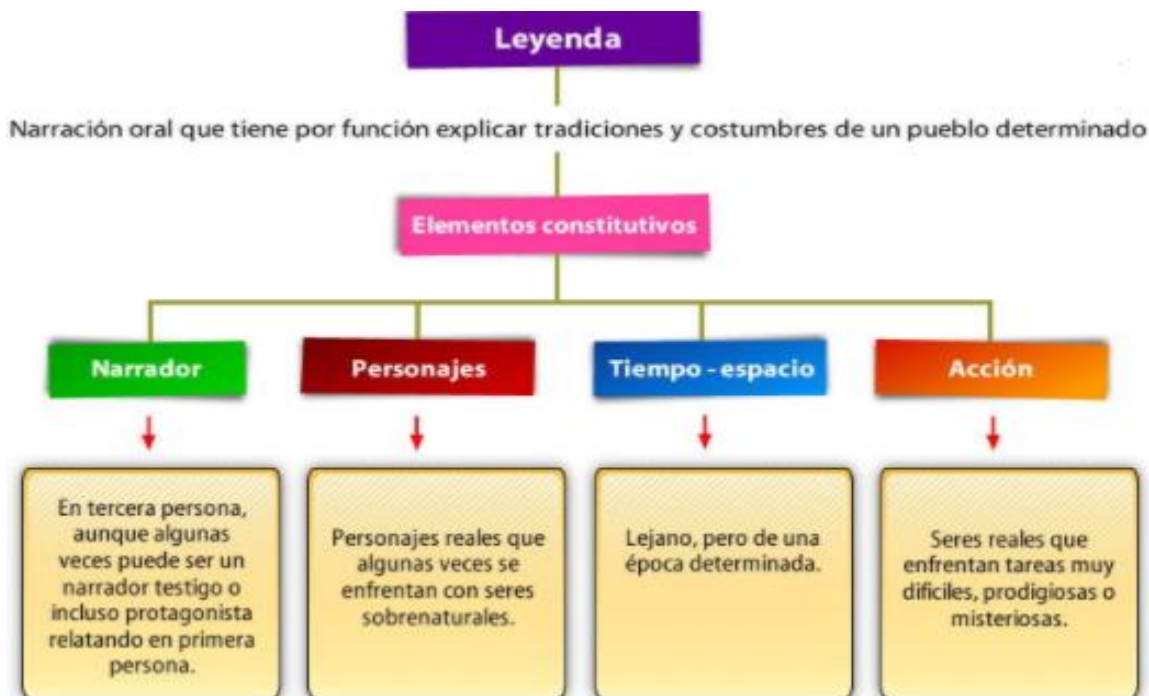 Leyenda
Narración oral que tiene por función explicar tradiciones y costumbres de un pueblo determinado
Elementos constitutivos
Narrador
Personajes
Tiempo - espacio
Acción
En tercera persona,
aunque algunas
veces puede ser un
narrador testigo o
incluso protagonista
relatando en primera
persona.
Personajes reales que
algunas veces se
enfrentan con seres
sobrenaturales.
Lejano, pero de una
época determinada.
Seres reales que
enfrentan tareas muy
dificiles, prodigiosas o
misteriosas.